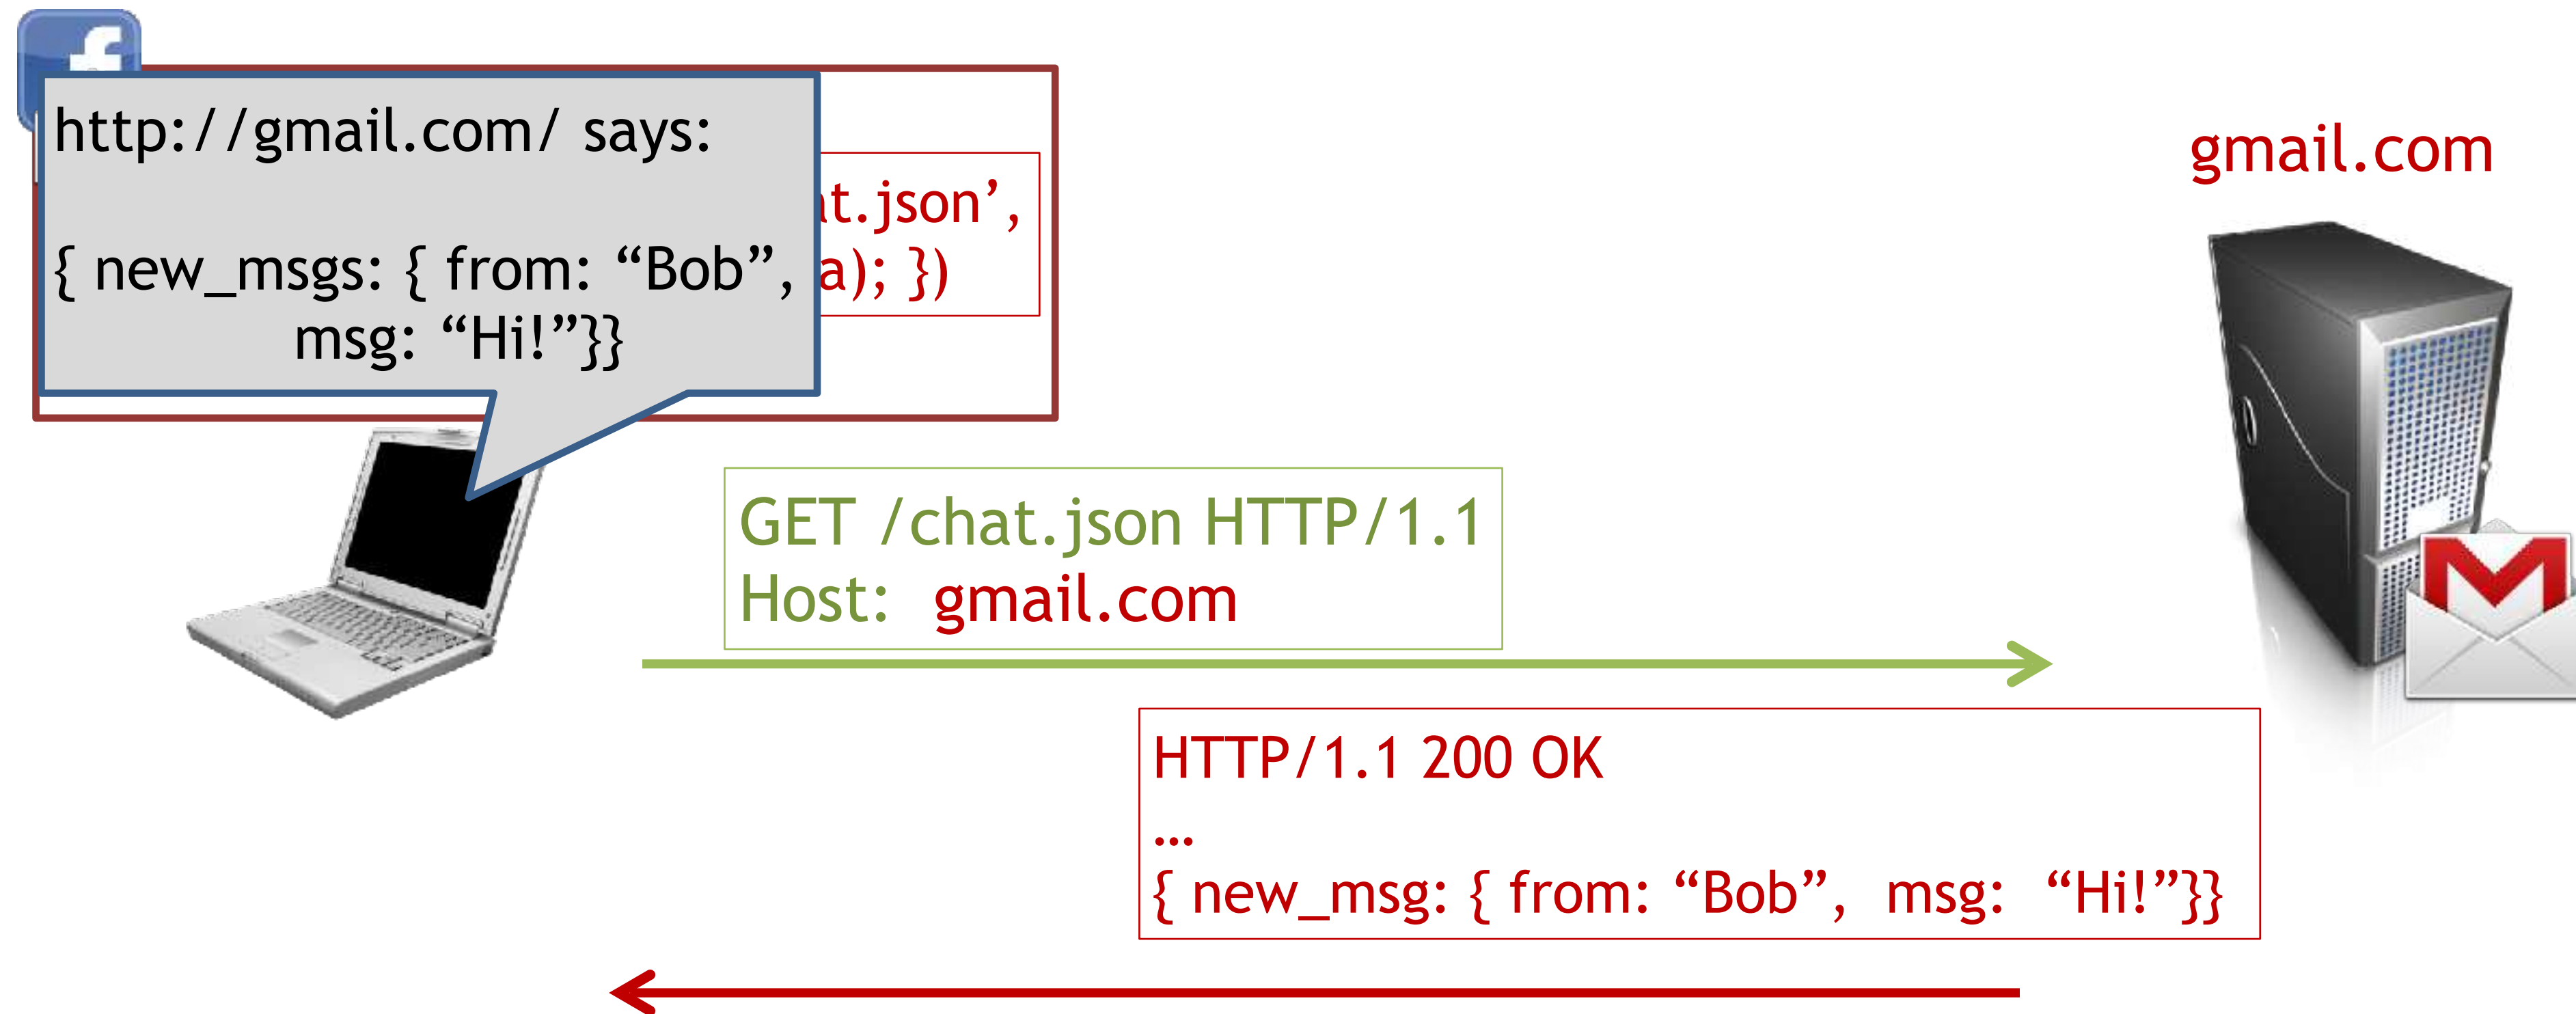 http://gmail.com/ says:
{ new_msgs: { from: “Bob”,
msg: “Hi!”}}
t.json’,
a); })
gmail.com
GET /chat.json HTTP/1.1
Host: gmail.com
HTTP/1.1 200 OK
…
{ new_msg: { from: “Bob”, msg: “Hi!”}}